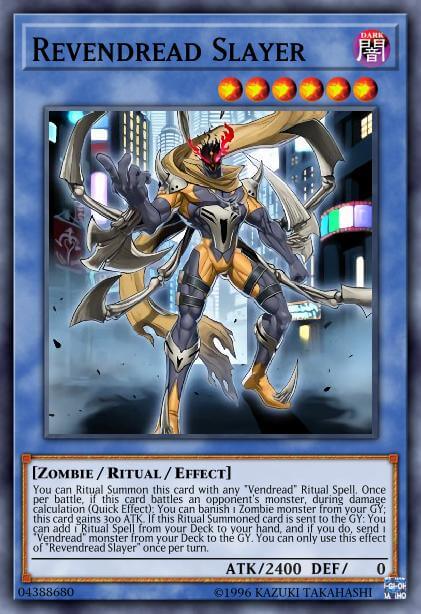 REVENDREAD SLAYER
DARK
闇
[ZOMBIE / RITUAL / EFFECT]
You can Ritual Summon this card with any "Vendread" Ritual Spell. Once
per battle, if this card battles an opponent's monster, during damage
calculation (Quick Effect): You can banish 1 Zombie monster from your GY;
this card gains 300 ATK. If this Ritual Summoned card is sent to the GY: You
can add 1 Ritual Spell from your Deck to your hand, and if you do, send 1
"Vendread" monster from your Deck to the GY. You can only use this effect
of "Revendread Slayer" once per turn.
ATK/2400 DEF/ 0
04388680
©1996 KAZUKI TAKAHASHI